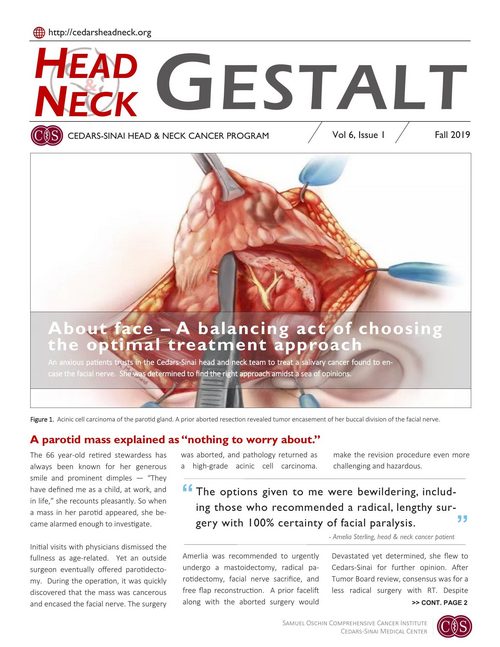 http://cedarsheadneck.org
HEAD & NECK
GESTALT
CEDARS-SINAI HEAD & NECK CANCER PROGRAM
Vol 6, Issue 1
Fall 2019
About face – A balancing act of choosing
the optimal treatment approach
An anxious patients trusts in the Cedars-Sinai head and neck team to treat a salivary cancer found to en-
case the facial nerve. She was determined to find the right approach amidst a sea of opinions.
Figure 1. Acinic cell carcinoma of the parotid gland. A prior aborted resection revealed tumor encasement of her buccal division of the facial nerve.
A parotid mass explained as “nothing to worry about.”
The 66 year-old retired stewardess has
always been known for her generous
smile and prominent dimples — “They
have defined me as a child, at work, and
in life,” she recounts pleasantly. So when
a mass in her parotid appeared, she be-
came alarmed enough to investigate.
Initial visits with physicians dismissed the
fullness as age-related. Yet an outside
surgeon eventually offered parotidecto-
my. During the operation, it was quickly
discovered that the mass was cancerous
and encased the facial nerve. The surgery
was aborted, and pathology returned as
a high-grade acinic cell carcinoma.
make the revision procedure even more
challenging and hazardous.
“ The options given to me were bewildering, includ-
ing those who recommended a radical, lengthy sur-
gery with 100% certainty of facial paralysis. ”
- Amelia Sterling, head & neck cancer patient
Amerlia was recommended to urgently
undergo a mastoidectomy, radical pa-
rotidectomy, facial nerve sacrifice, and
free flap reconstruction. A prior facelift
along with the aborted surgery would
Devastated yet determined, she flew to
Cedars-Sinai for further opinion. After
Tumor Board review, consensus was for a
less radical surgery with RT. Despite
>> CONT. PAGE 2
SAMUEL OSCHIN COMPREHENSIVE CANCER INSTITUTE
CEDARS-SINAI MEDICAL CENTER